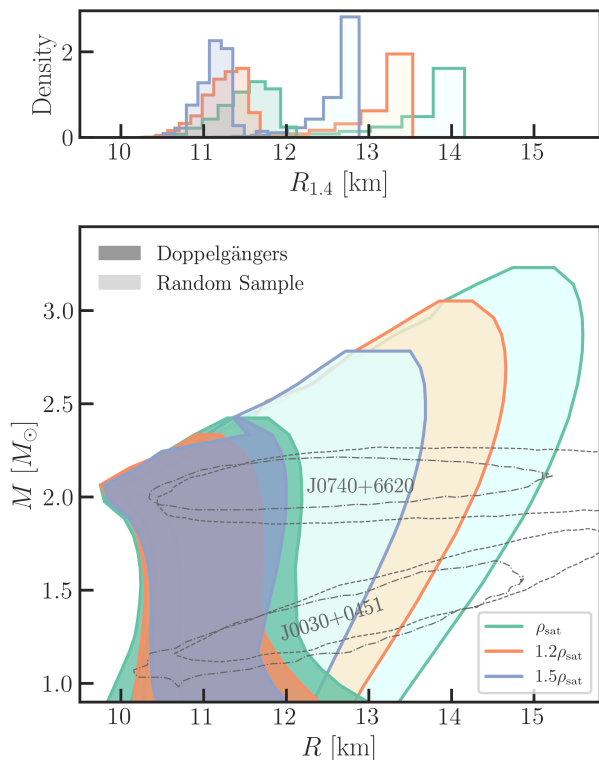 Density
2
0
10 11 12 13 14 15
R₁.₄ [km]
Doppelgängers
Random Sample
M [M⊙]
3.0
2.5
2.0
1.5
1.0
J0740+6620
J0030+0451
ρsat
1.2ρsat
1.5ρsat
10 11 12 13 14 15
R [km]